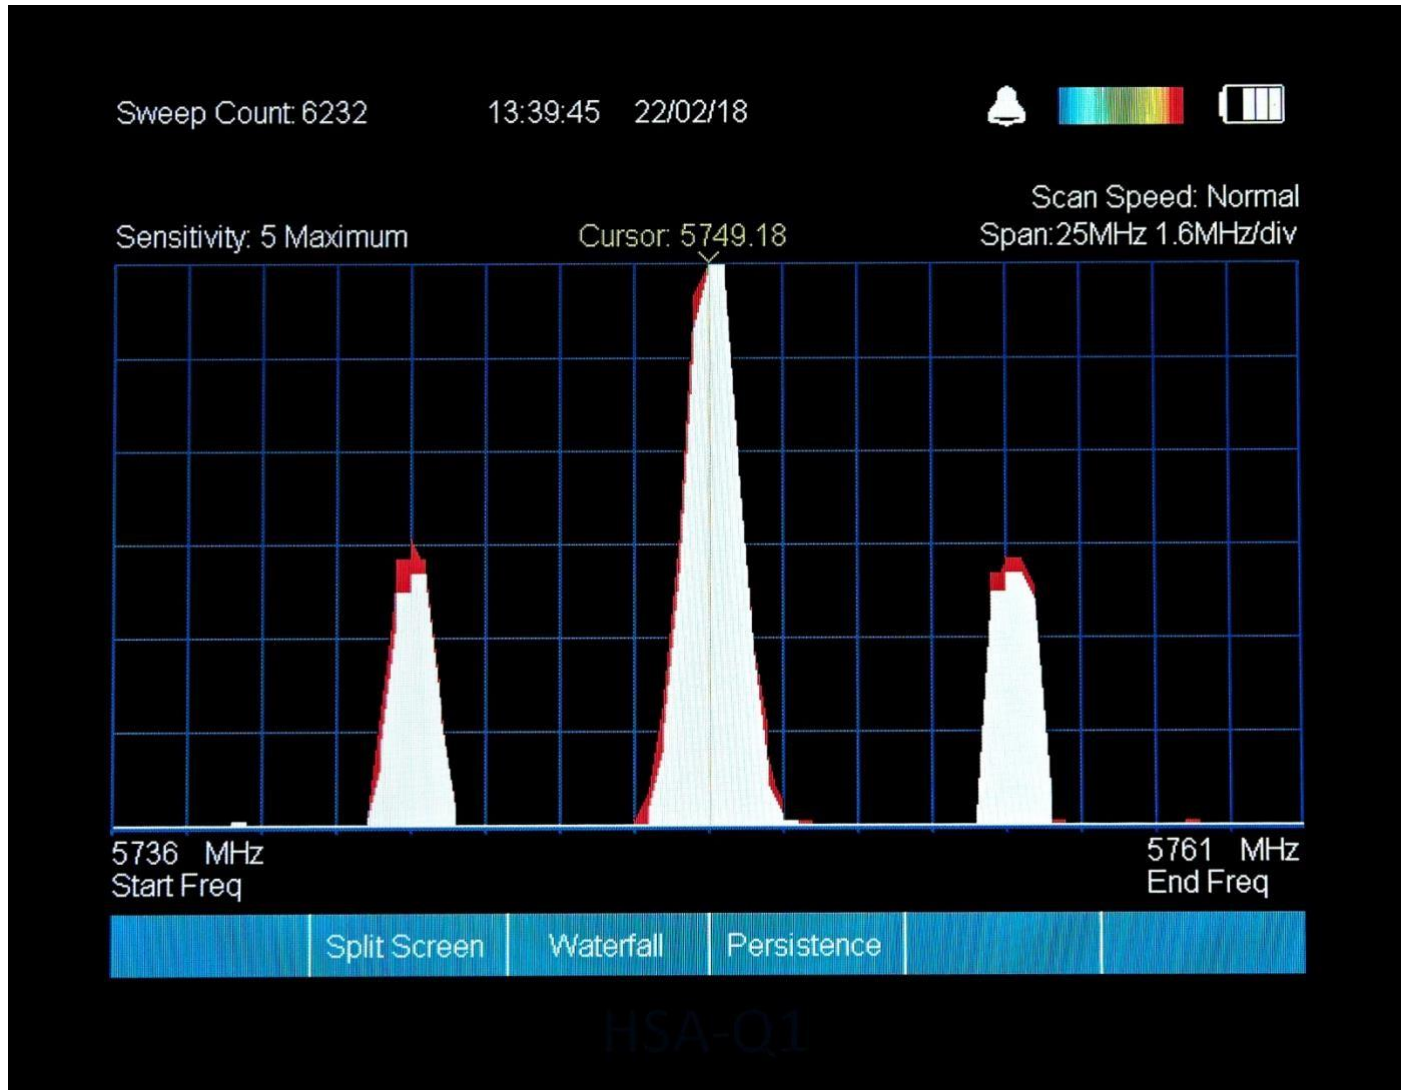 Sweep Count: 6232 13:39:45 22/02/18
Scan Speed: Normal
Sensitivity: 5 Maximum Cursor: 5749.18 Span:25MHz 1.6MHz/div
5736 MHz 5761 MHz
Start Freq End Freq
Split Screen Waterfall Persistence
HSA-Q1